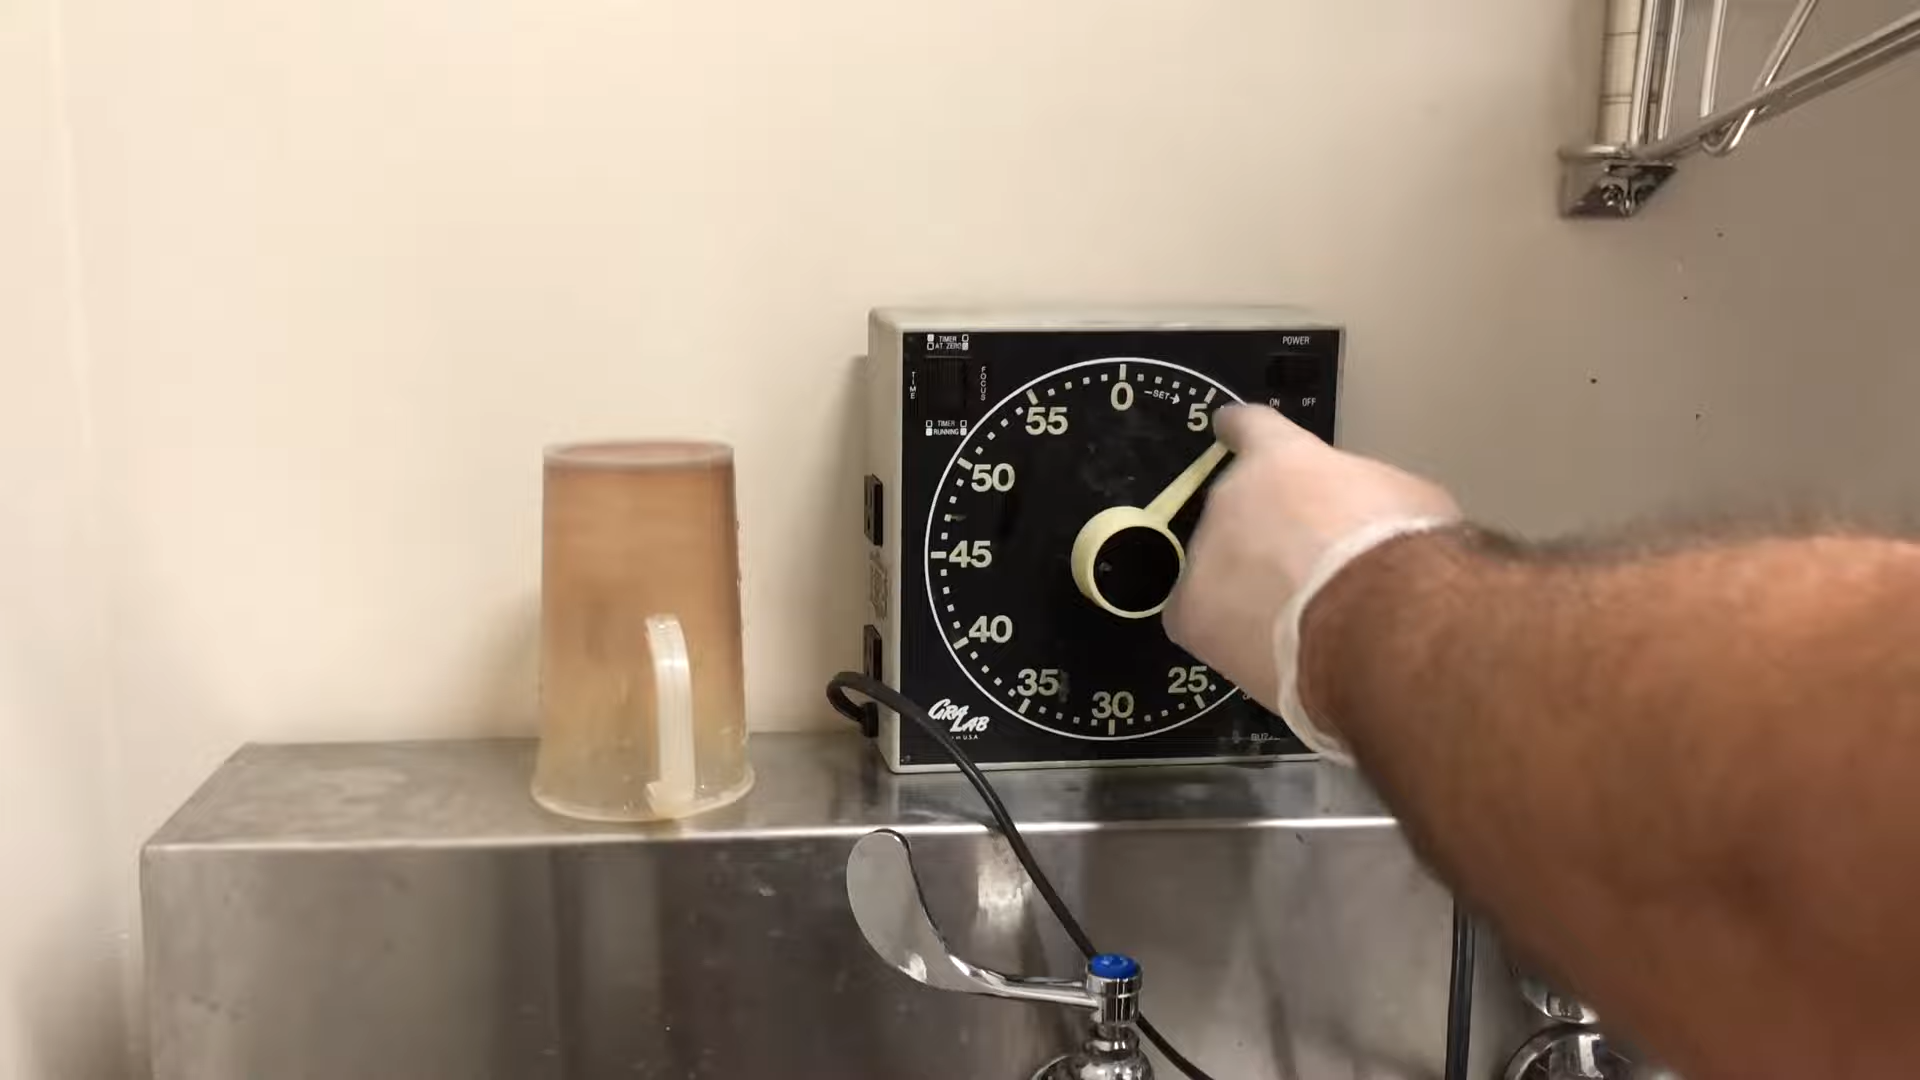 TIMER
AT ZERO
TIME
FOCUS
TIMER
RUNNING
POWER
ON OFF
0
SET
5
55
50
45
40
35
30
25
GRALAB